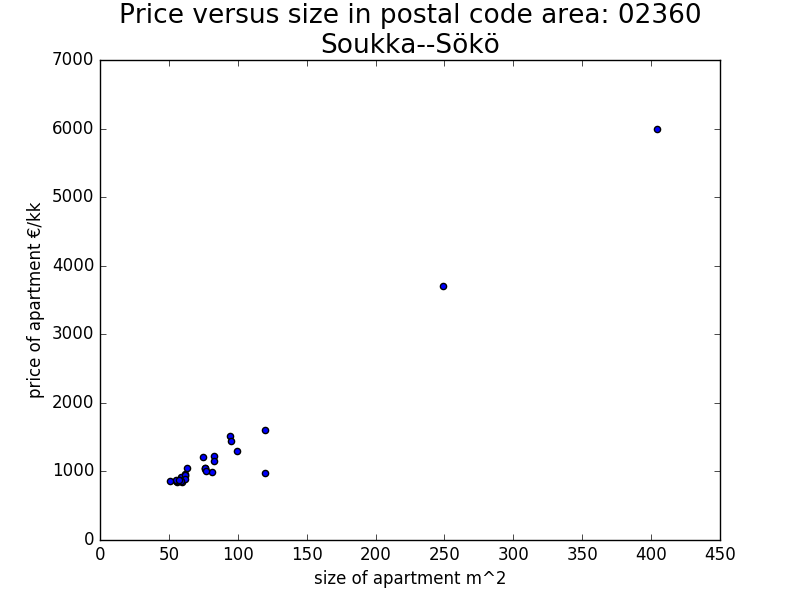 Price versus size in postal code area: 02360
Soukka--Sökö
7000
6000
5000
4000
3000
2000
1000
0
price of apartment €/kk
0 50 100 150 200 250 300 350 400 450
size of apartment m^2